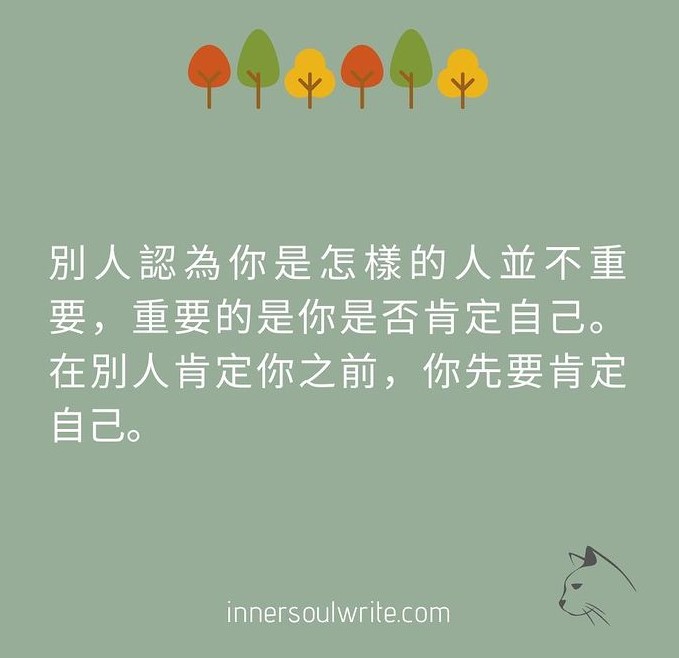 別人認為你是怎樣的人並不重
要，重要的是你是否肯定自己。
在別人肯定你之前，你先要肯定
自己。
innersoulwrite.com